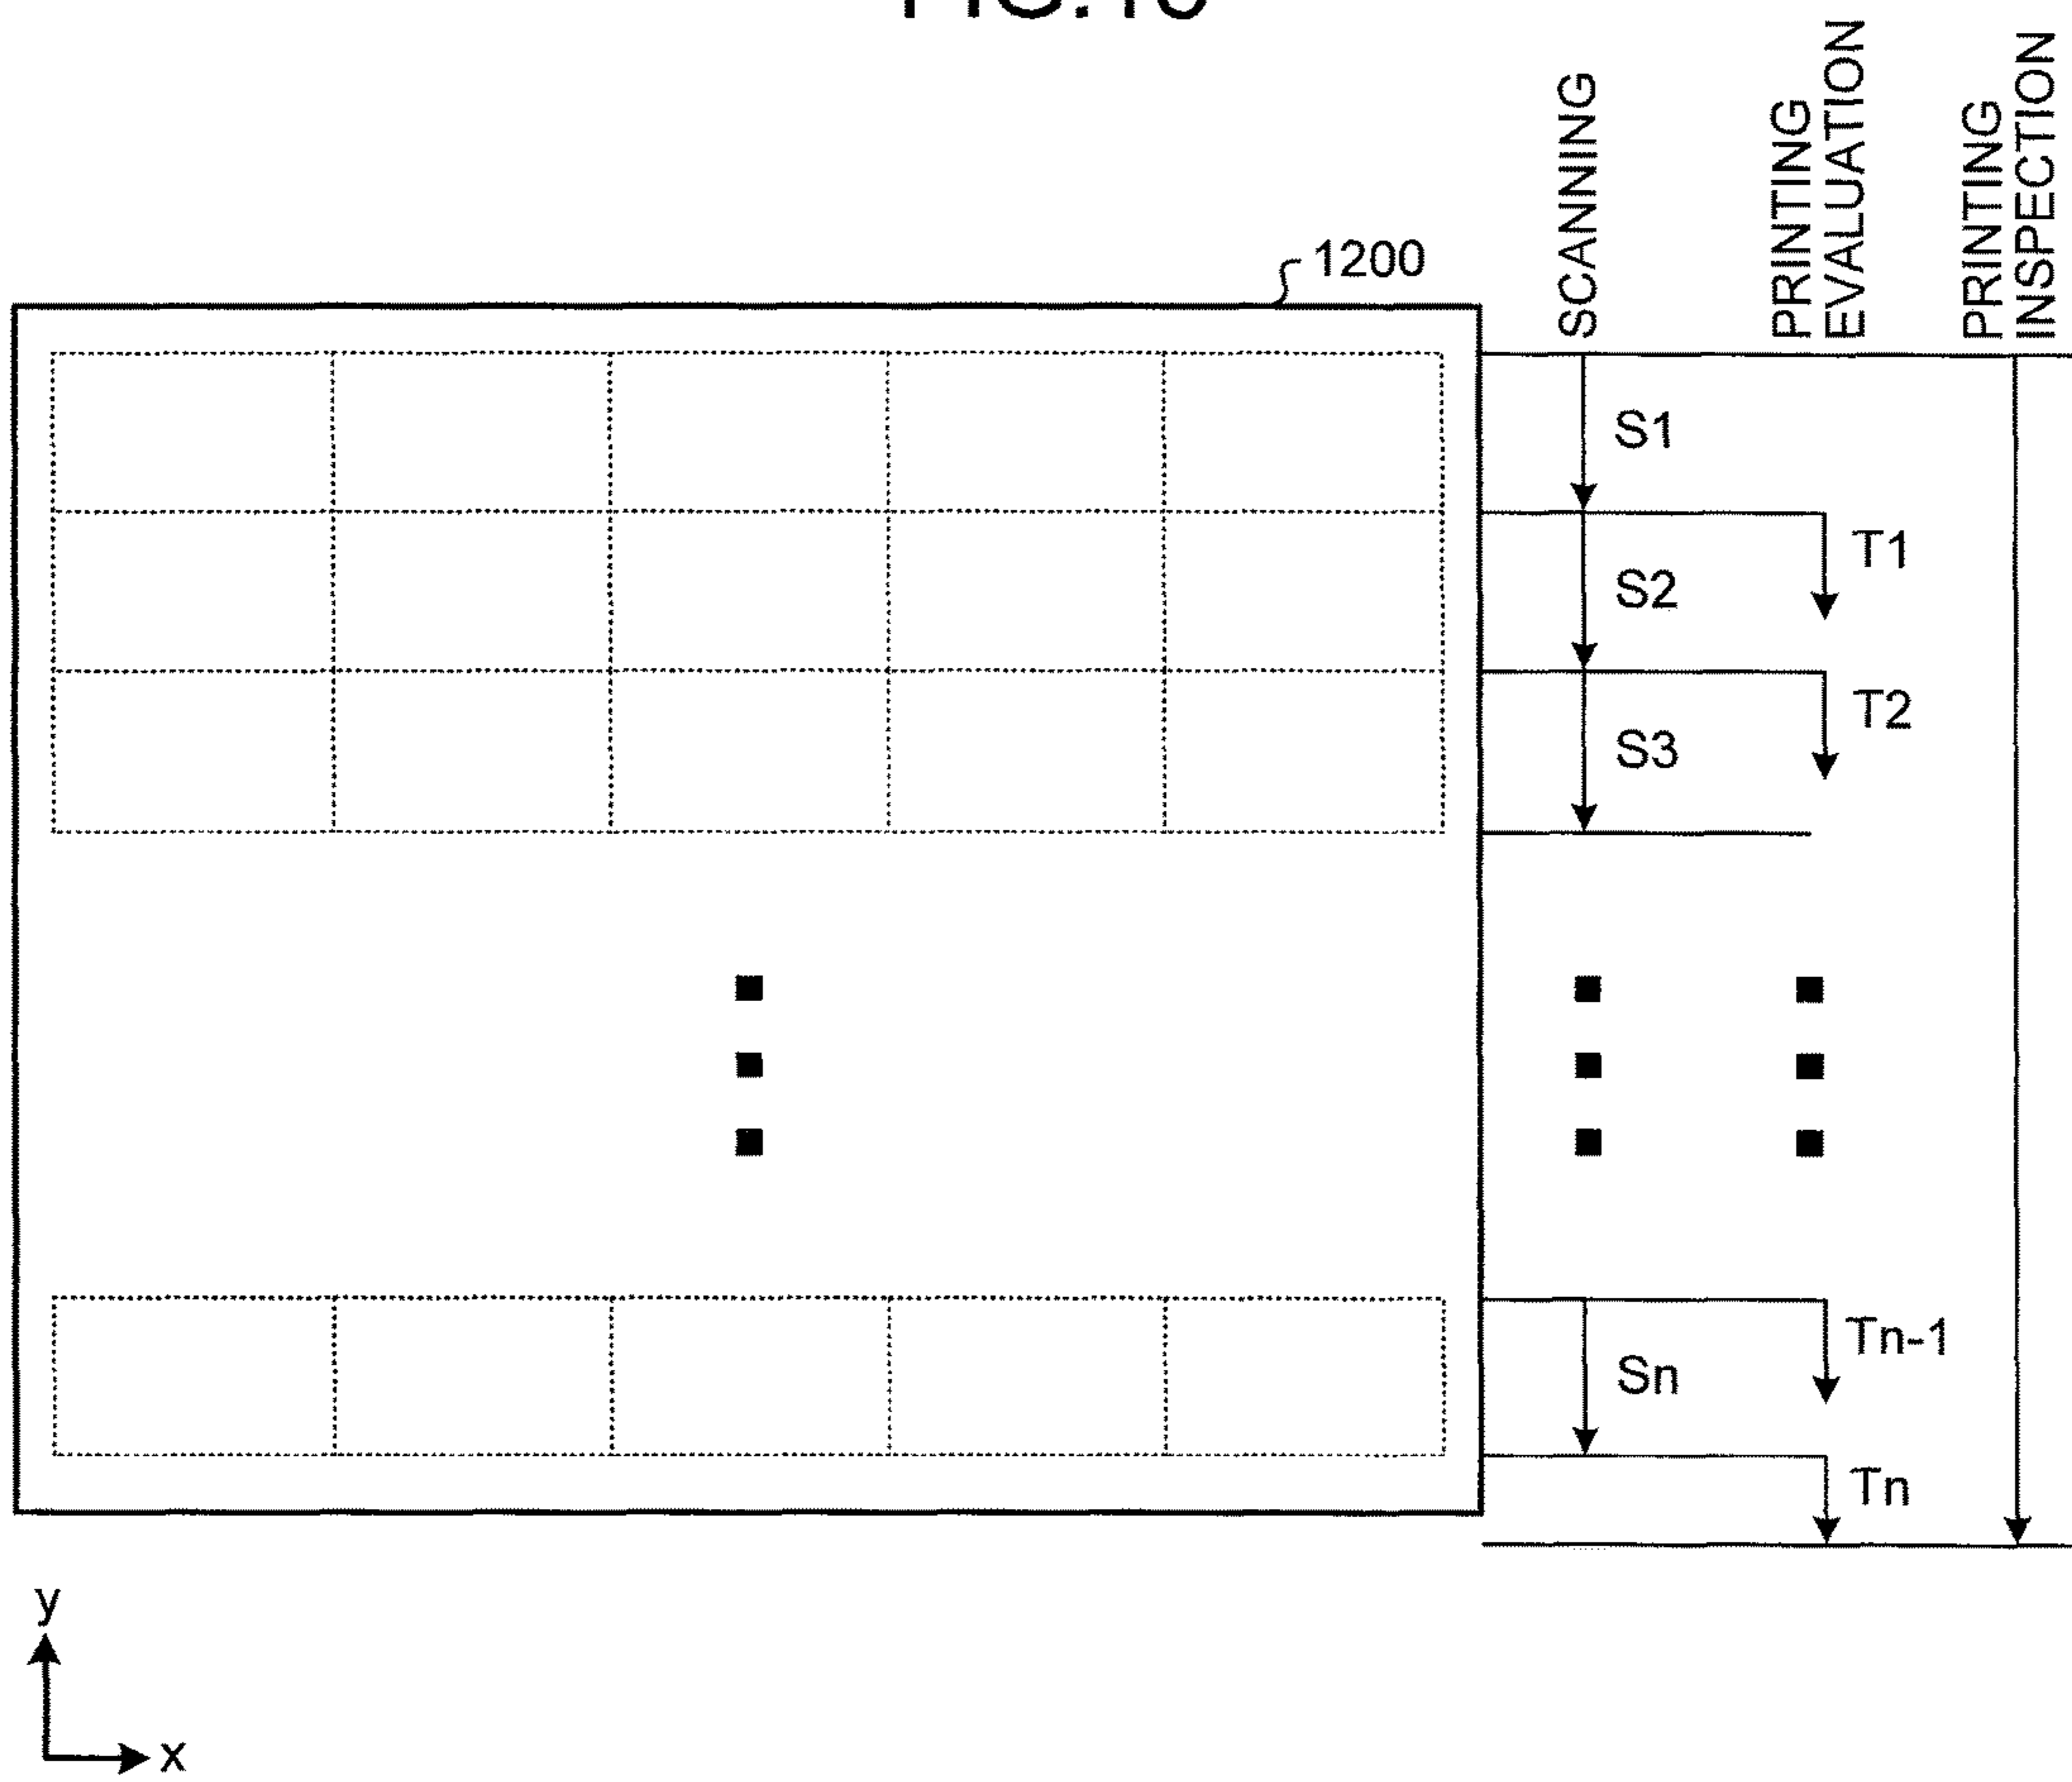 SCANNING
PRINTING
EVALUATION
PRINTING
INSPECTION
1200
S1
T1
S2
T2
S3
Tn-1
Sn
Tn
y
x